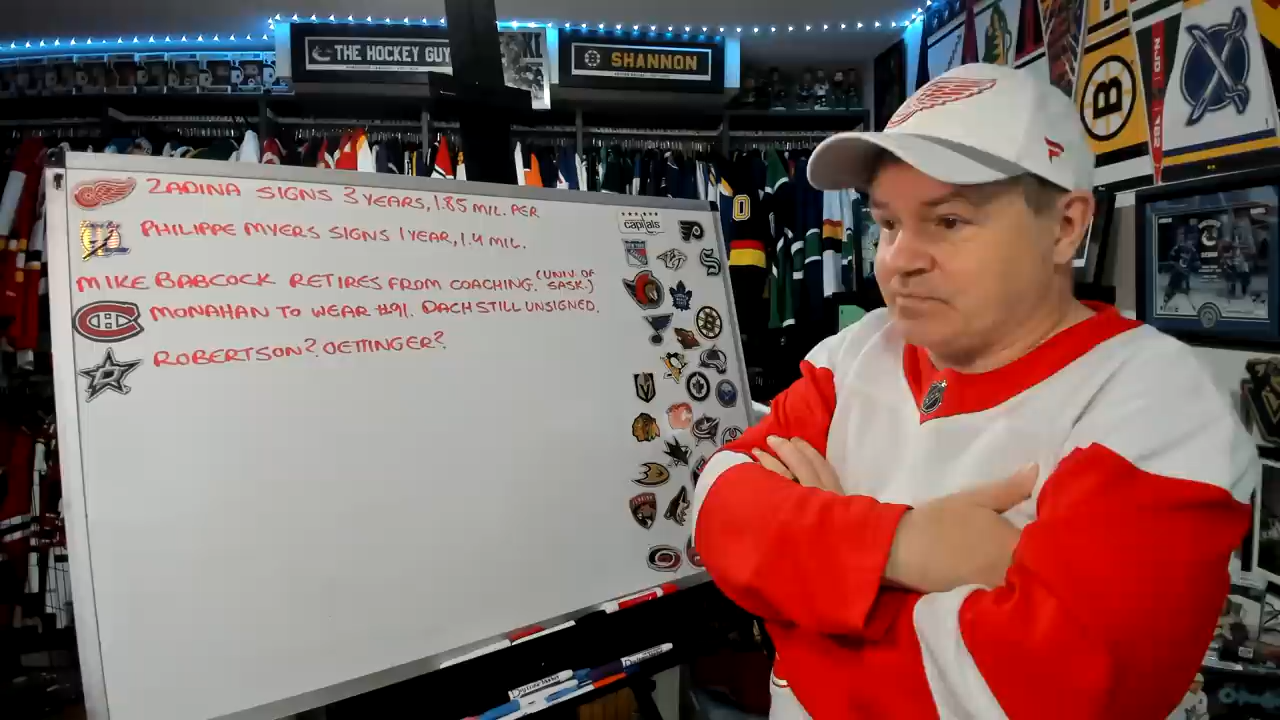 THE HOCKEY GUY
SHANNON
ZADINA SIGNS 3 YEARS, 1.85 MIL. PER
PHILIPPE MYERS SIGNS 1 YEAR, 1.4 MIL.
MIKE BABCOCK RETIRES FROM COACHING. (UNIV. OF SASK.)
MONAHAN TO WEAR #91. DACH STILL UNSIGNED.
ROBERTSON? OETTINGER?
capitals
B
NJD
0